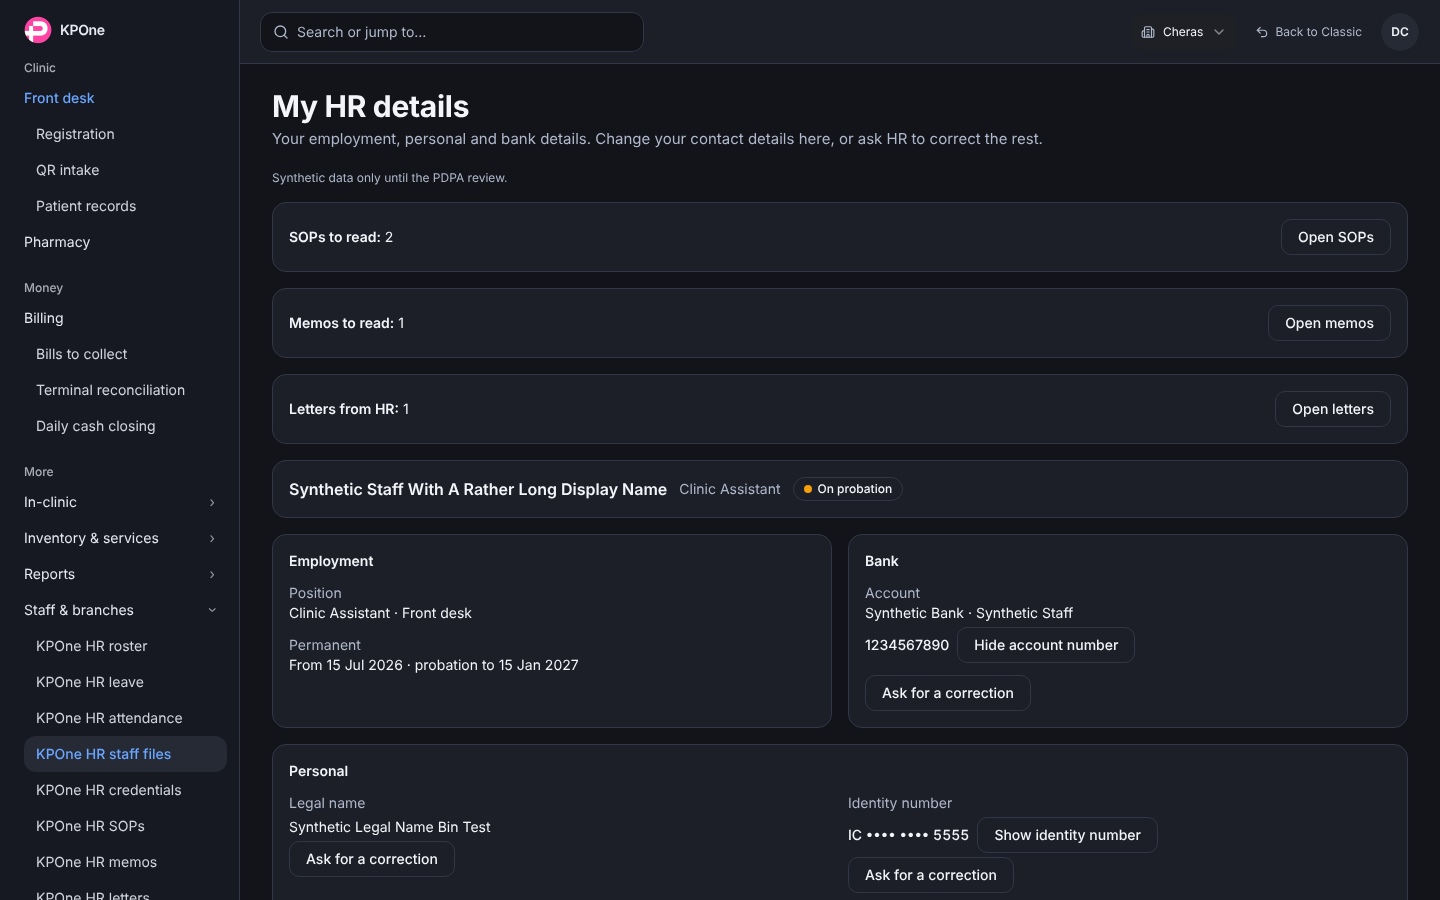 KPOne
Search or jump to...
Cheras
Back to Classic
DC
Clinic
Front desk
Registration
QR intake
Patient records
Pharmacy
Money
Billing
Bills to collect
Terminal reconciliation
Daily cash closing
More
In-clinic
Inventory & services
Reports
Staff & branches
KPOne HR roster
KPOne HR leave
KPOne HR attendance
KPOne HR staff files
KPOne HR credentials
KPOne HR SOPs
KPOne HR memos
KPOne HR letters
My HR details
Your employment, personal and bank details. Change your contact details here, or ask HR to correct the rest.
Synthetic data only until the PDPA review.
SOPs to read: 2
Open SOPs
Memos to read: 1
Open memos
Letters from HR: 1
Open letters
Synthetic Staff With A Rather Long Display Name Clinic Assistant On probation
Employment
Position
Clinic Assistant · Front desk
Permanent
From 15 Jul 2026 · probation to 15 Jan 2027
Bank
Account
Synthetic Bank · Synthetic Staff
1234567890 Hide account number
Ask for a correction
Personal
Legal name
Synthetic Legal Name Bin Test
Ask for a correction
Identity number
IC •••• •••• 5555 Show identity number
Ask for a correction